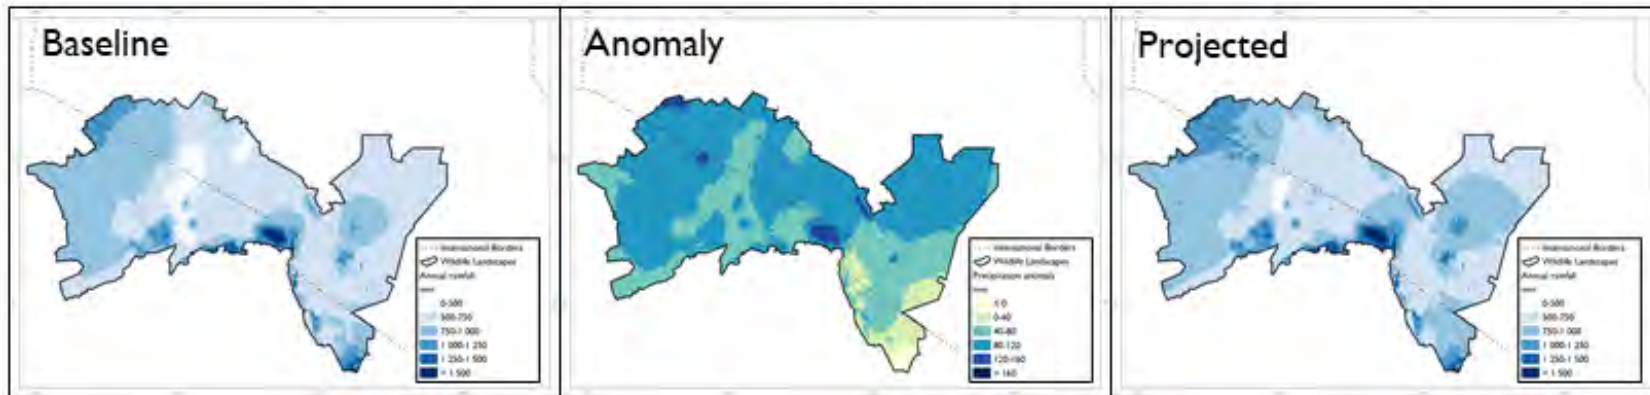 Baseline
International Borders
Wildlife Landscapes
Annual rainfall
0-500
500-750
750-1 000
1 000-1 250
1 250-1 500
> 1 500
Anomaly
International Borders
Wildlife Landscapes
Precipitation anomaly
0-40
40-80
80-120
120-160
> 160
Projected
International Borders
Wildlife Landscapes
Annual rainfall
0-500
500-750
750-1 000
1 000-1 250
1 250-1 500
> 1 500